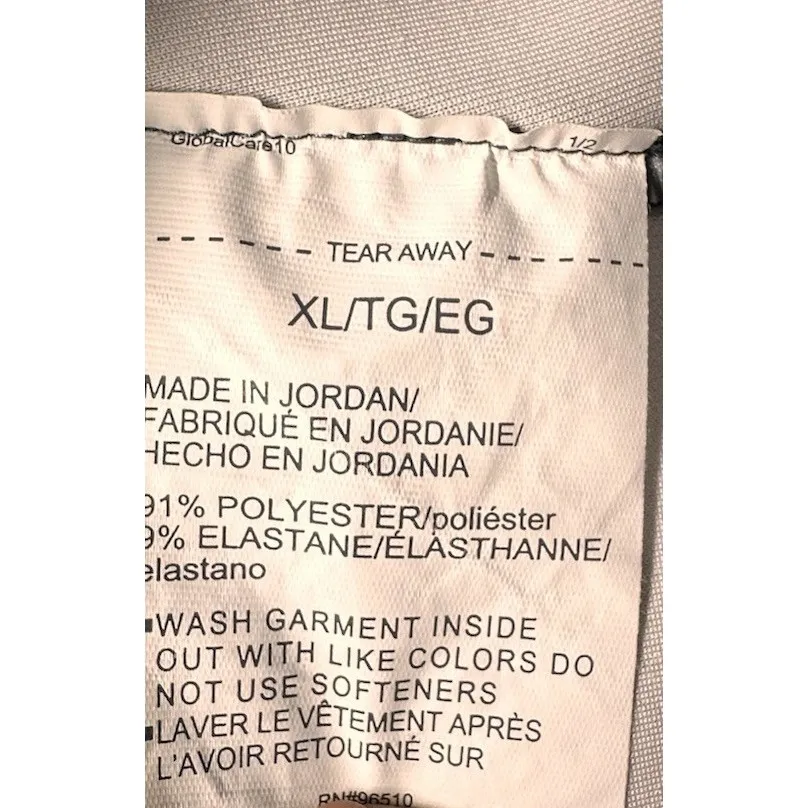 GlobalCare10 1/2
TEAR AWAY
XL/TG/EG
MADE IN JORDAN/
FABRIQUÉ EN JORDANIE/
HECHO EN JORDANIA
91% POLYESTER/poliéster
9% ELASTANE/ÉLASTHANNE/
elastano
WASH GARMENT INSIDE
OUT WITH LIKE COLORS DO
NOT USE SOFTENERS
LAVER LE VÊTEMENT APRÈS
L'AVOIR RETOURNÉ SUR
RN#96510